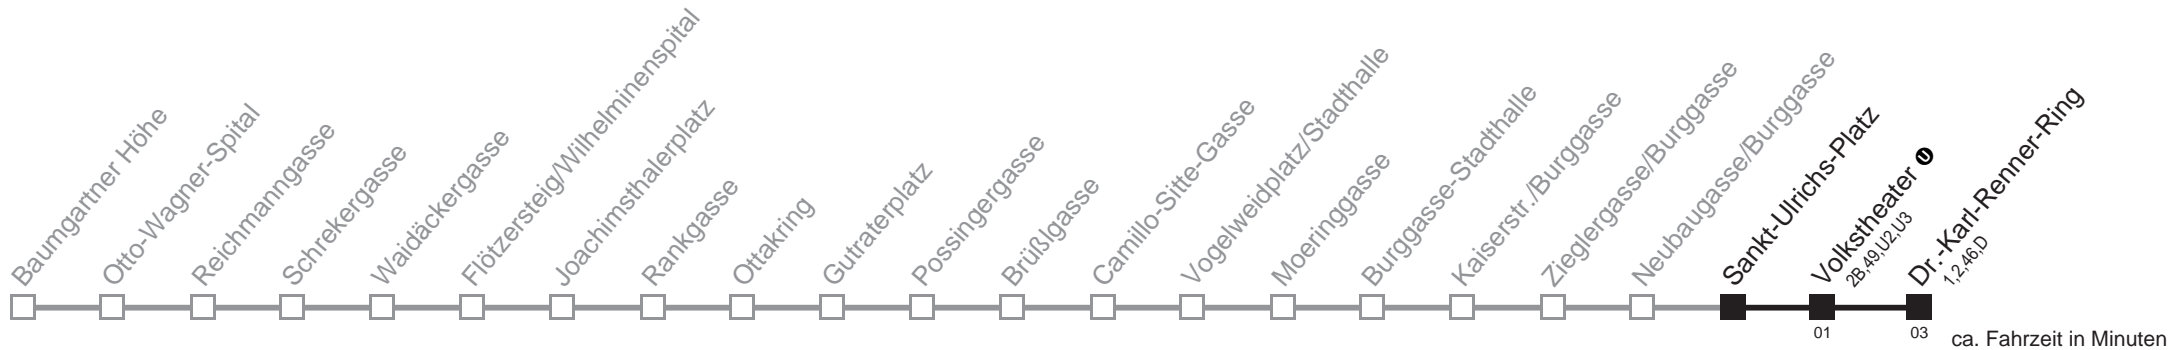 Baumgartner Höhe
Otto-Wagner-Spital
Reichmanngasse
Schrekergasse
Waidäckergasse
Flötzersteig/Wilhelminenspital
Joachimsthalerplatz
Rankgasse
Ottakring
Gutraterplatz
Possingergasse
Brüßlgasse
Camillo-Sitte-Gasse
Vogelweidplatz/Stadthalle
Moeringgasse
Burggasse-Stadthalle
Kaiserstr./Burggasse
Zieglergasse/Burggasse
Neubaugasse/Burggasse
Sankt-Ulrichs-Platz
Volkstheater U
2B,49,U2,U3
Dr.-Karl-Renner-Ring
1,2,46,D
01
03
ca. Fahrzeit in Minuten